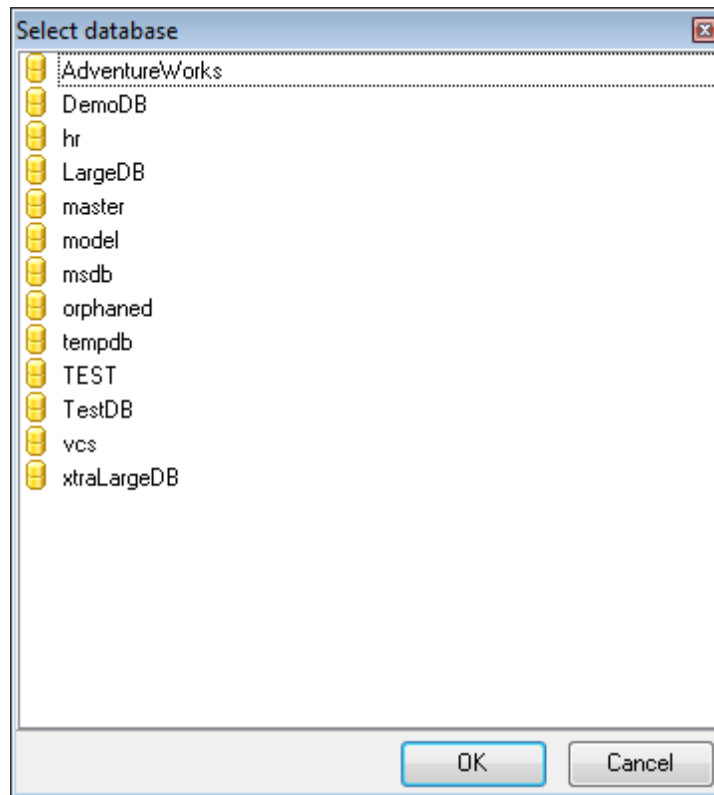 Select database
AdventureWorks
DemoDB
hr
LargeDB
master
model
msdb
orphaned
tempdb
TEST
TestDB
vcs
xtraLargeDB
OK Cancel